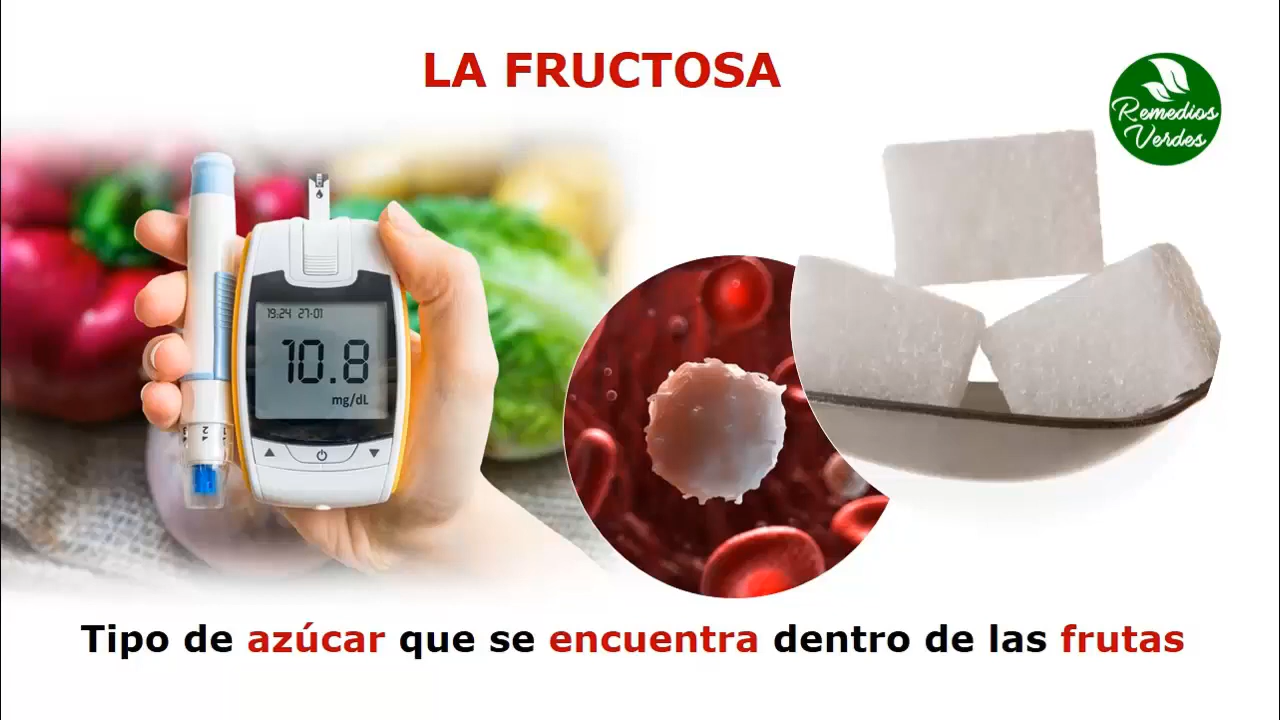 LA FRUCTOSA
Remedios
Verdes
19:24 27-01
10.8
mg/dL
Tipo de azúcar que se encuentra dentro de las frutas